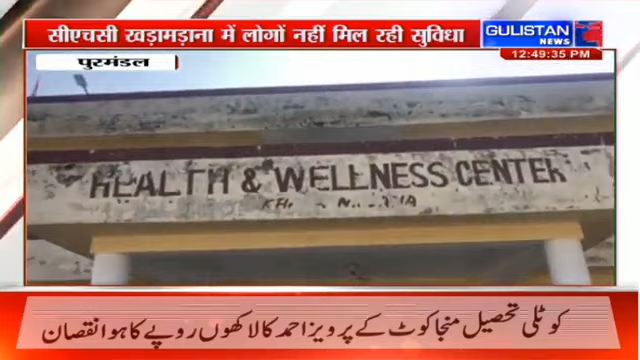 सीएचसी खड़ामड़ाना में लोगों नहीं मिल रही सुविधा
GULISTAN
NEWS
12:49:35 PM
पुरमंडल
HEALTH & WELLNESS CENTER
کوٹلی تحصیل منجاکوٹ کے پرویز احمد کا لاکھوں روپے کا ہوا نقصان